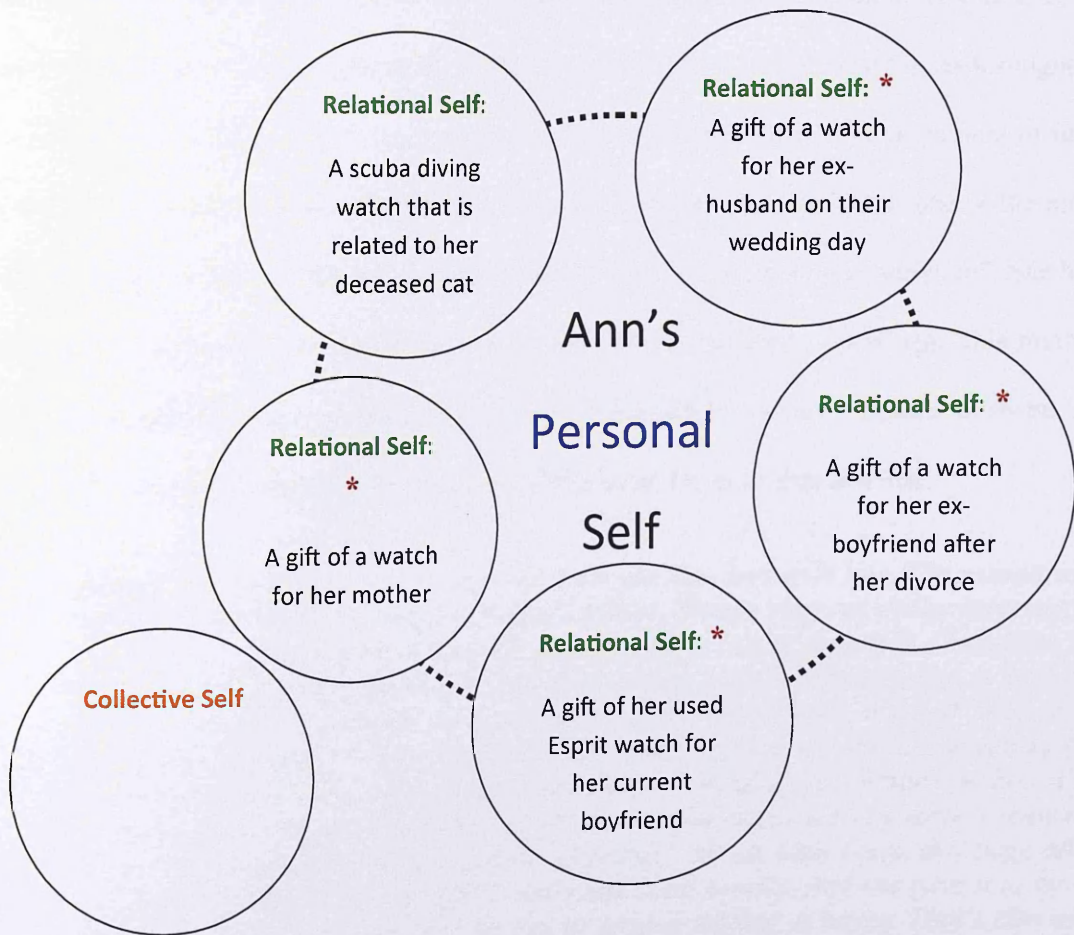 Relational Self:
A scuba diving
watch that is
related to her
deceased cat
Relational Self: *
A gift of a watch
for her ex-
husband on their
wedding day
Ann's
Personal
Self
Relational Self: *
A gift of a watch
for her ex-
boyfriend after
her divorce
Relational Self:
*
A gift of a watch
for her mother
Relational Self: *
A gift of her used
Esprit watch for
her current
boyfriend
Collective Self